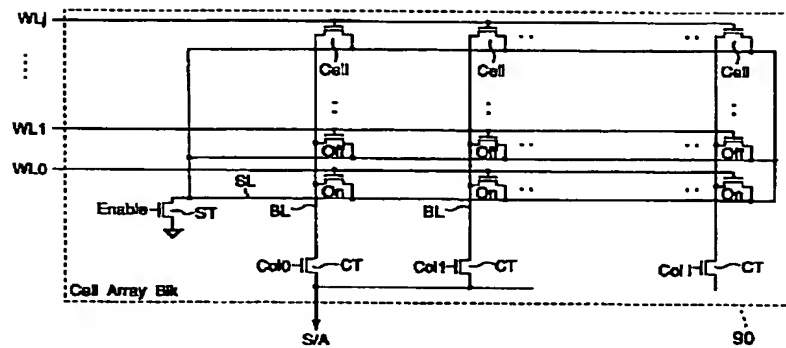 WLj
Cell Cell Cell
WL1
Off Off Off
WL0
SL
On On On
Enable ST BL BL
Col0 CT Col1 CT Col i CT
Cell Array Blk
S/A 90